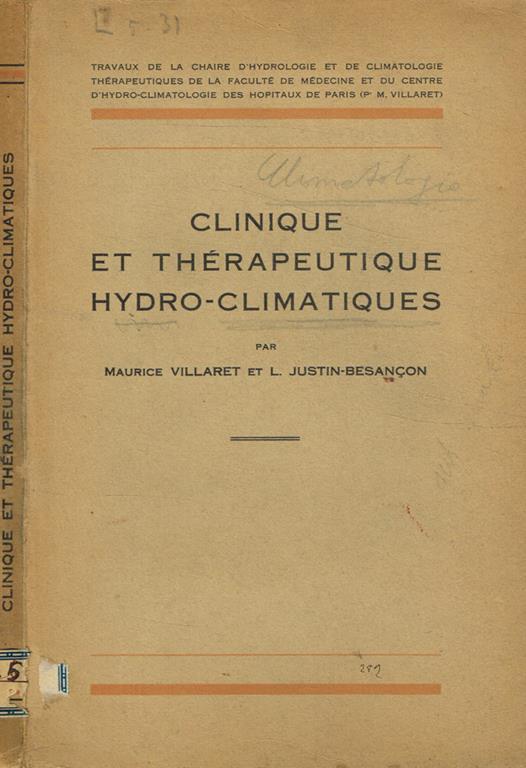 TRAVAUX DE LA CHAIRE D'HYDROLOGIE ET DE CLIMATOLOGIE
THÉRAPEUTIQUES DE LA FACULTÉ DE MÉDECINE ET DU CENTRE
D'HYDRO-CLIMATOLOGIE DES HOPITAUX DE PARIS (Pr M. VILLARET)
Climatologie
CLINIQUE
ET THÉRAPEUTIQUE
HYDRO-CLIMATIQUES
PAR
MAURICE VILLARET ET L. JUSTIN-BESANÇON
CLINIQUE ET THÉRAPEUTIQUE HYDRO-CLIMATIQUES
5